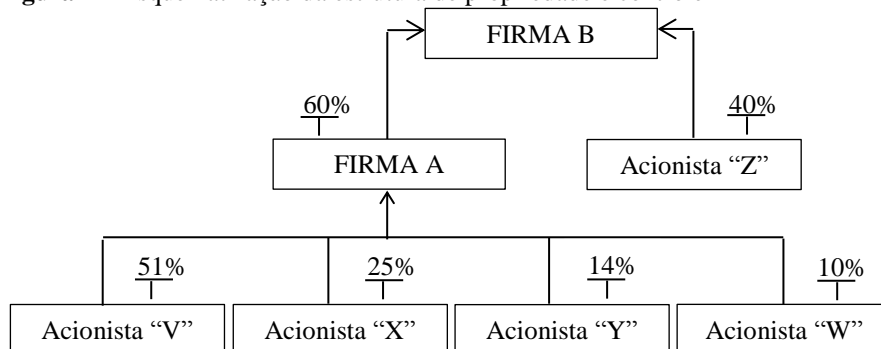 FIRMA B
60%
40%
FIRMA A
Acionista “Z”
51%
25%
14%
10%
Acionista “V”
Acionista “X”
Acionista “Y”
Acionista “W”